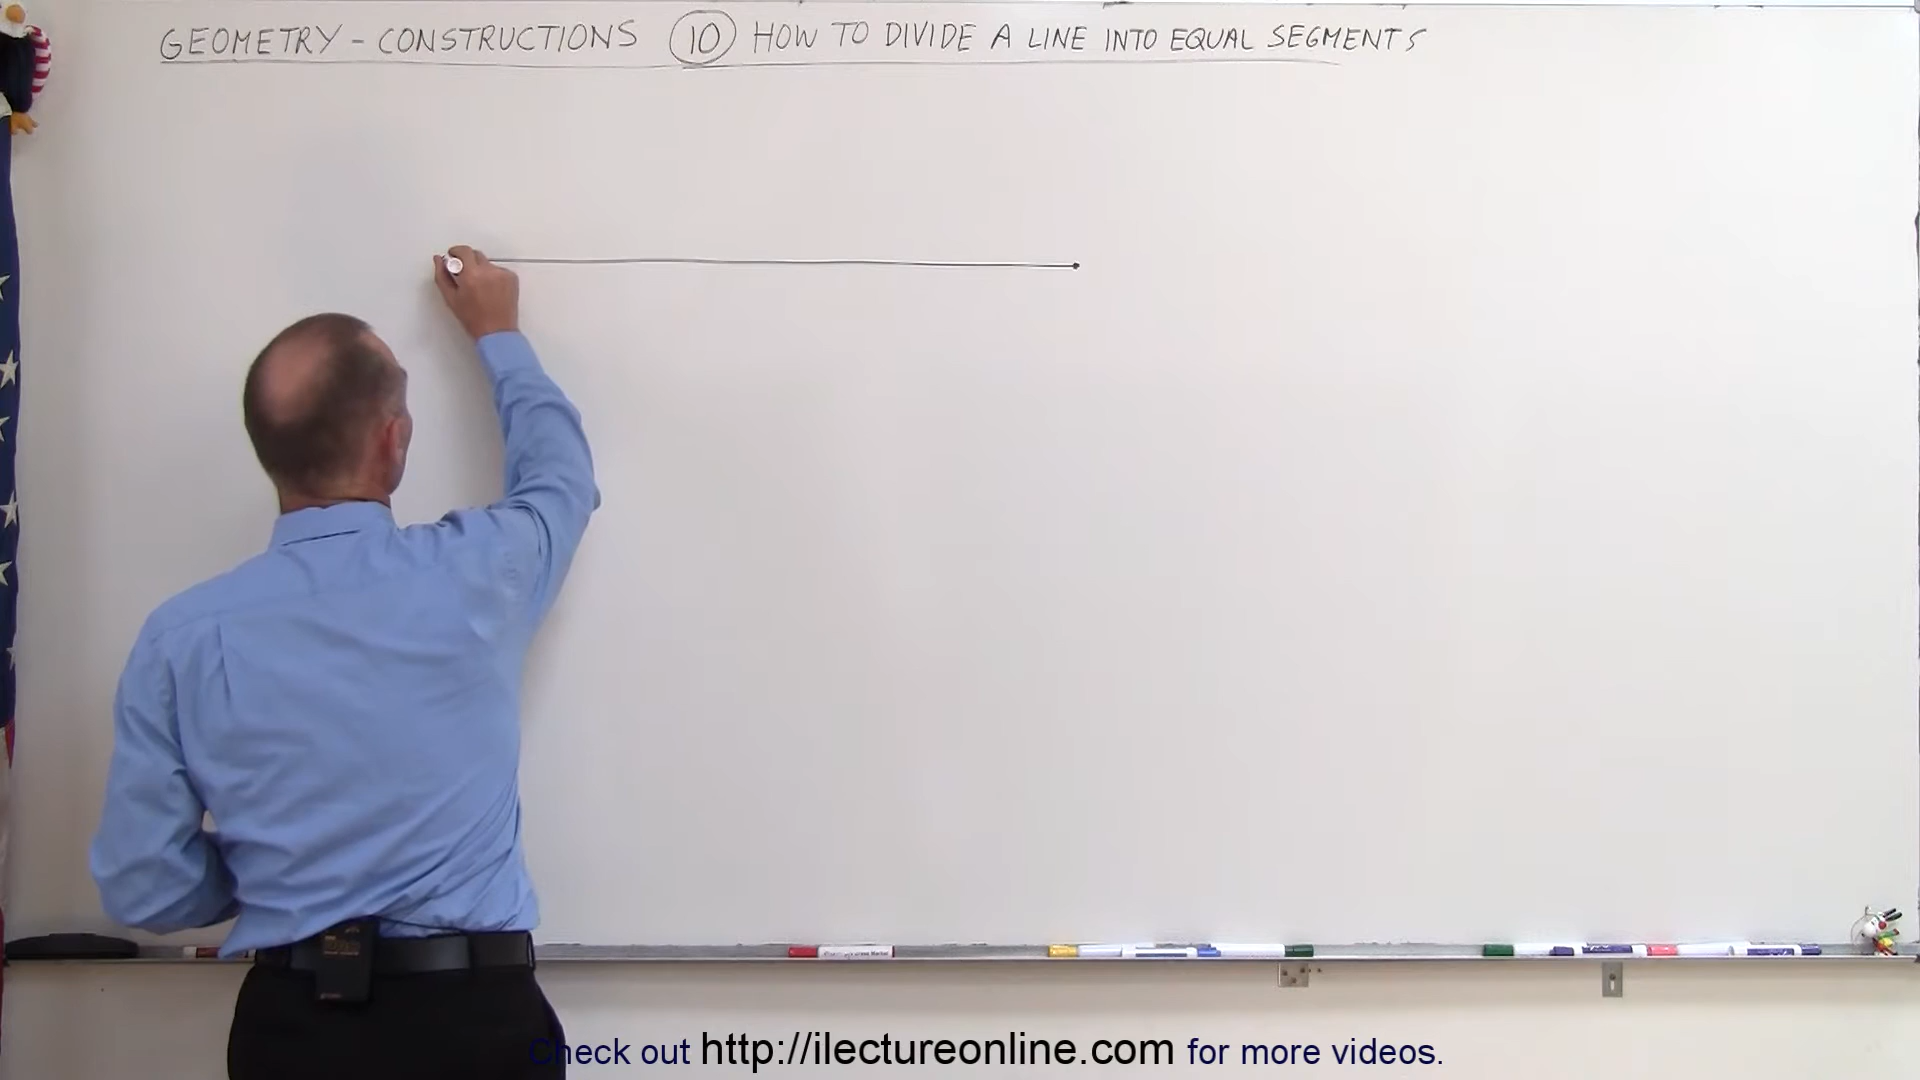 GEOMETRY - CONSTRUCTIONS 10 HOW TO DIVIDE A LINE INTO EQUAL SEGMENTS
Check out http://ilectureonline.com for more videos.